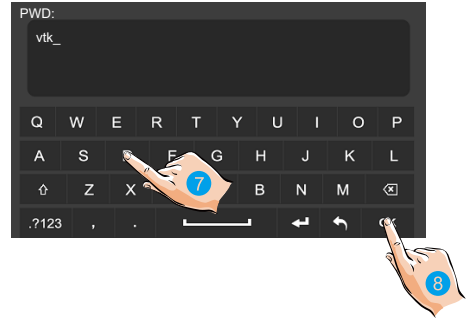 PWD:
vtk_
Q W E R T Y U I O P
A S F G H J K L
Z X B N M
.?123 , .
7
8